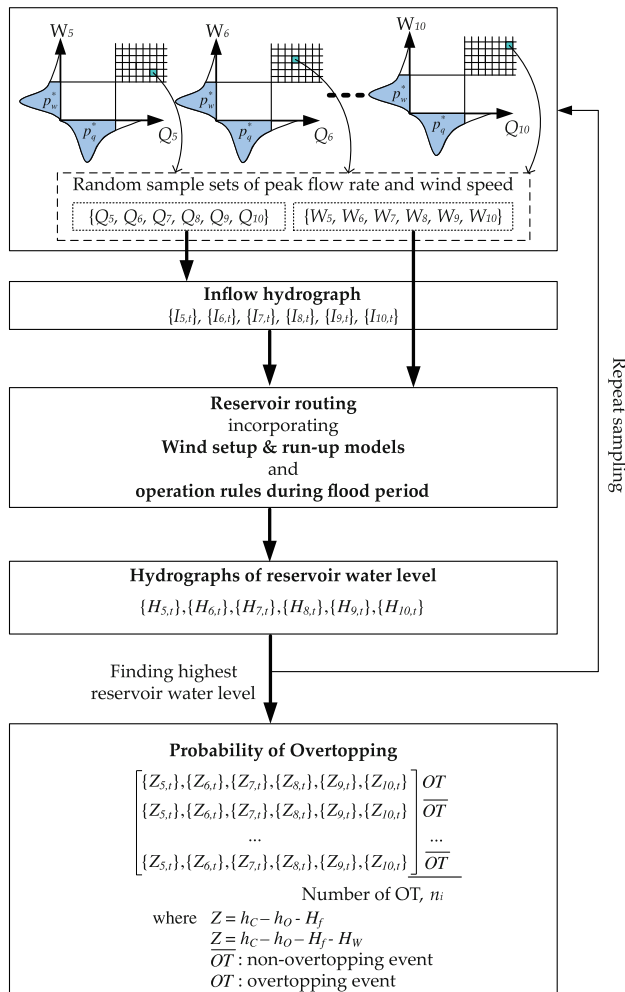 W5 W6 W10
p*w p*w p*w
p*q Q5 p*q Q6 p*q Q10
Random sample sets of peak flow rate and wind speed
{Q5, Q6, Q7, Q8, Q9, Q10} {W5, W6, W7, W8, W9, W10}
Inflow hydrograph
{I5,t}, {I6,t}, {I7,t}, {I8,t}, {I9,t}, {I10,t}
Repeat sampling
Reservoir routing
incorporating
Wind setup & run-up models
and
operation rules during flood period
Hydrographs of reservoir water level
{H5,t},{H6,t},{H7,t},{H8,t},{H9,t},{H10,t}
Finding highest
reservoir water level
Probability of Overtopping
{Z5,t},{Z6,t},{Z7,t},{Z8,t},{Z9,t},{Z10,t} OT
{Z5,t},{Z6,t},{Z7,t},{Z8,t},{Z9,t},{Z10,t} O̅T̅
... ...
{Z5,t},{Z6,t},{Z7,t},{Z8,t},{Z9,t},{Z10,t} O̅T̅
Number of OT, ni
where Z = hC – hO - Hf
Z = hC – hO – Hf - HW
O̅T̅ : non-overtopping event
OT : overtopping event